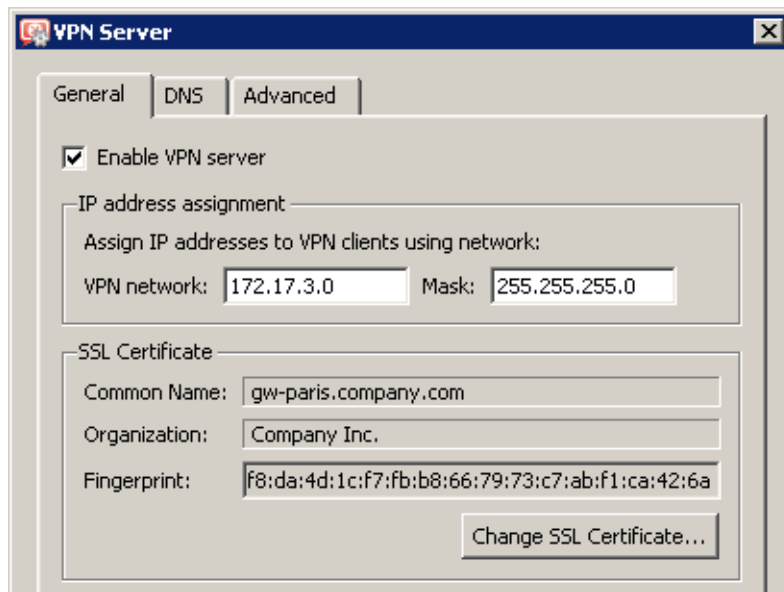 VPN Server
General DNS Advanced
Enable VPN server
IP address assignment
Assign IP addresses to VPN clients using network:
VPN network: 172.17.3.0 Mask: 255.255.255.0
SSL Certificate
Common Name: gw-paris.company.com
Organization: Company Inc.
Fingerprint: f8:da:4d:1c:f7:fb:b8:66:79:73:c7:ab:f1:ca:42:6a
Change SSL Certificate...